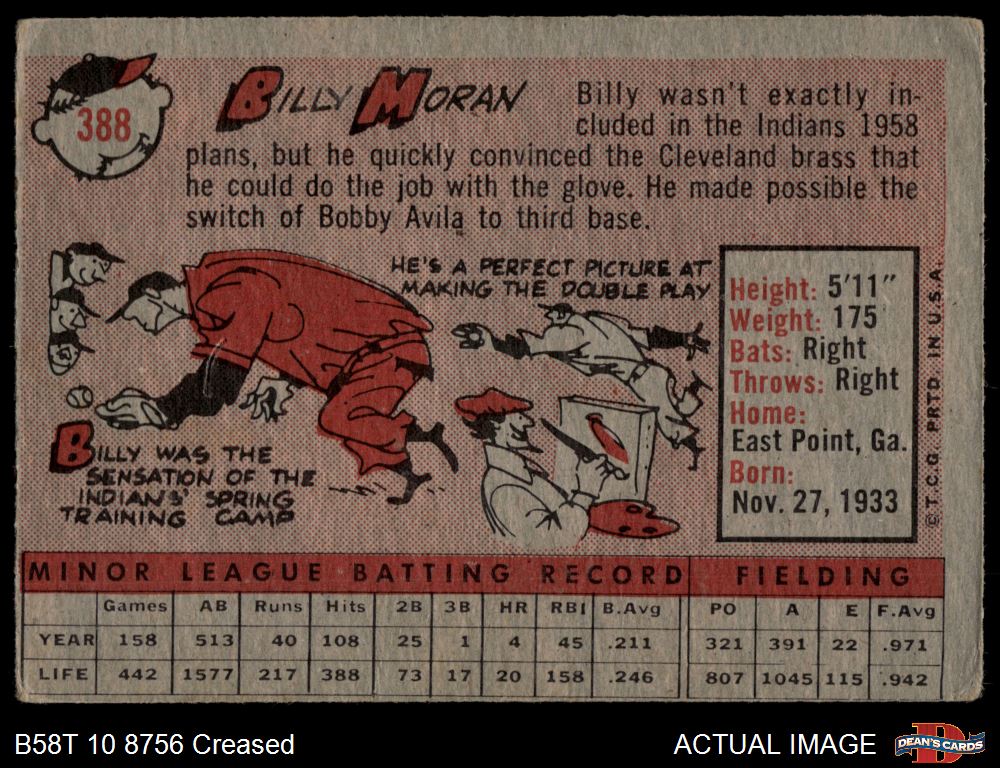 388
BILLY MORAN
Billy wasn't exactly in-
cluded in the Indians 1958
plans, but he quickly convinced the Cleveland brass that
he could do the job with the glove. He made possible the
switch of Bobby Avila to third base.
HE'S A PERFECT PICTURE AT
MAKING THE DOUBLE PLAY
BILLY WAS THE
SENSATION OF THE
INDIANS' SPRING
TRAINING CAMP
Height: 5'11"
Weight: 175
Bats: Right
Throws: Right
Home:
East Point, Ga.
Born:
Nov. 27, 1933
© T.C.G. PRTD. IN U.S.A.
MINOR LEAGUE BATTING RECORD FIELDING
Games AB Runs Hits 2B 3B HR RBI B.Avg PO A E F.Avg
YEAR 158 513 40 108 25 1 4 45 .211 321 391 22 .971
LIFE 442 1577 217 388 73 17 20 158 .246 807 1045 115 .942
B58T 10 8756 Creased ACTUAL IMAGE
DEAN'S CARDS